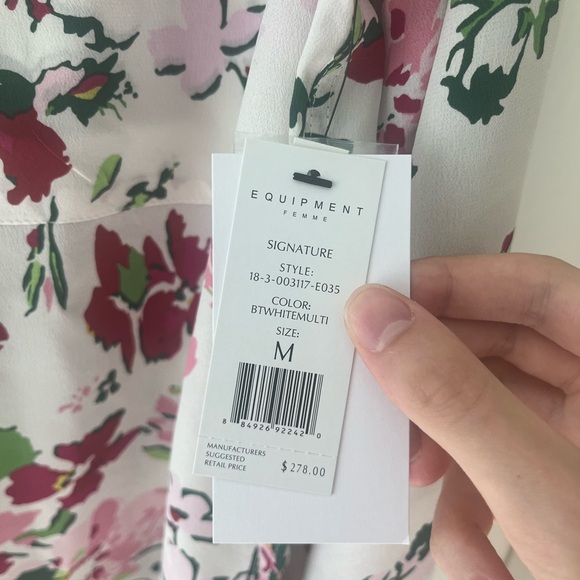 EQUIPMENT
FEMME
SIGNATURE
STYLE:
18-3-003117-E035
COLOR:
BTWHITEMULTI
SIZE:
M
8 84926 92242 0
MANUFACTURERS
SUGGESTED
RETAIL PRICE
$278.00